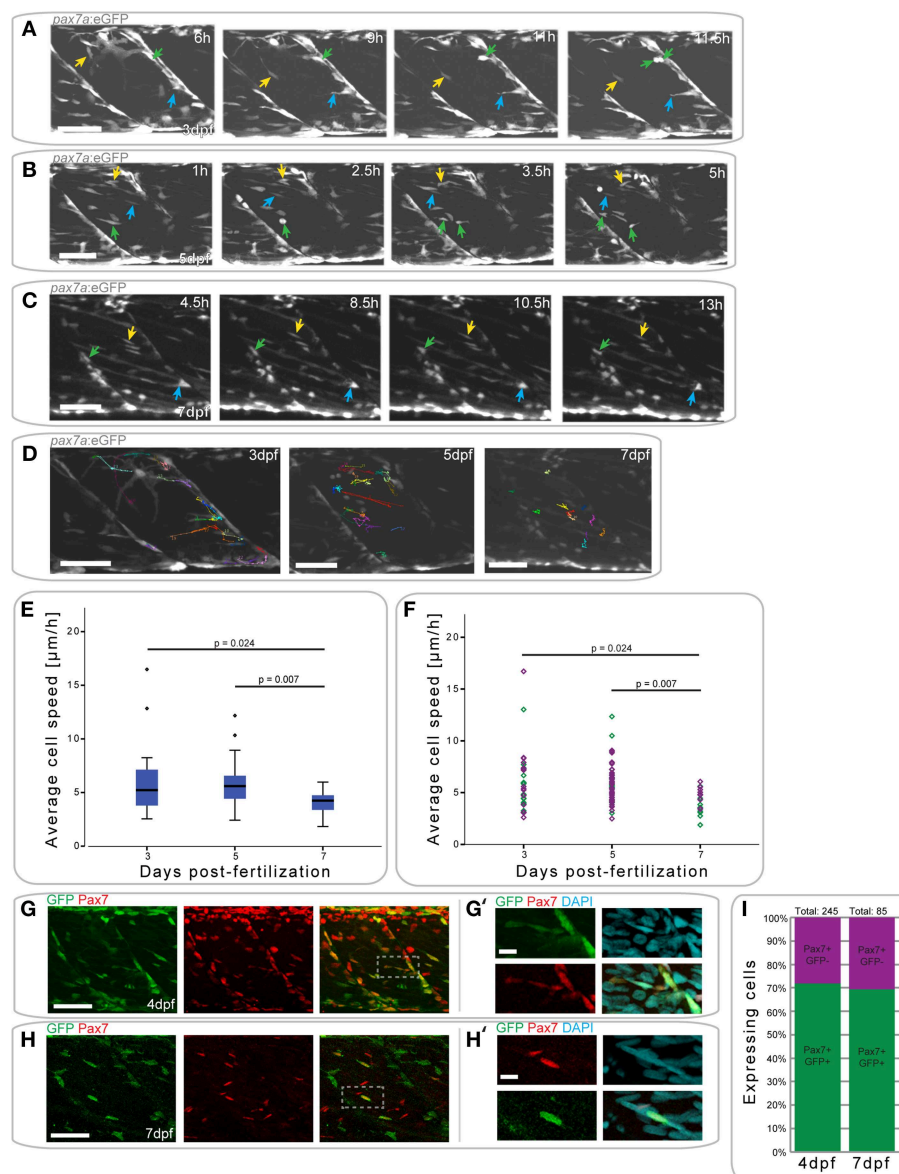 pax7a:eGFP
A
6h
9h
11h
11.5h
3dpf
pax7a:eGFP
B
1h
2.5h
3.5h
5h
5dpf
pax7a:eGFP
C
4.5h
8.5h
10.5h
13h
7dpf
pax7a:eGFP
D
3dpf
5dpf
7dpf
E
Average cell speed [µm/h]
20
15
10
5
0
p = 0.024
p = 0.007
3
5
7
Days post-fertilization
F
Average cell speed [µm/h]
20
15
10
5
0
p = 0.024
p = 0.007
3
5
7
Days post-fertilization
GFP Pax7
G
4dpf
G'
GFP Pax7 DAPI
GFP Pax7
H
7dpf
H'
GFP Pax7 DAPI
I
Total: 245
Total: 85
Expressing cells
100%
90%
80%
70%
60%
50%
40%
30%
20%
10%
0%
Pax7+
GFP-
Pax7+
GFP-
Pax7+
GFP+
Pax7+
GFP+
4dpf
7dpf